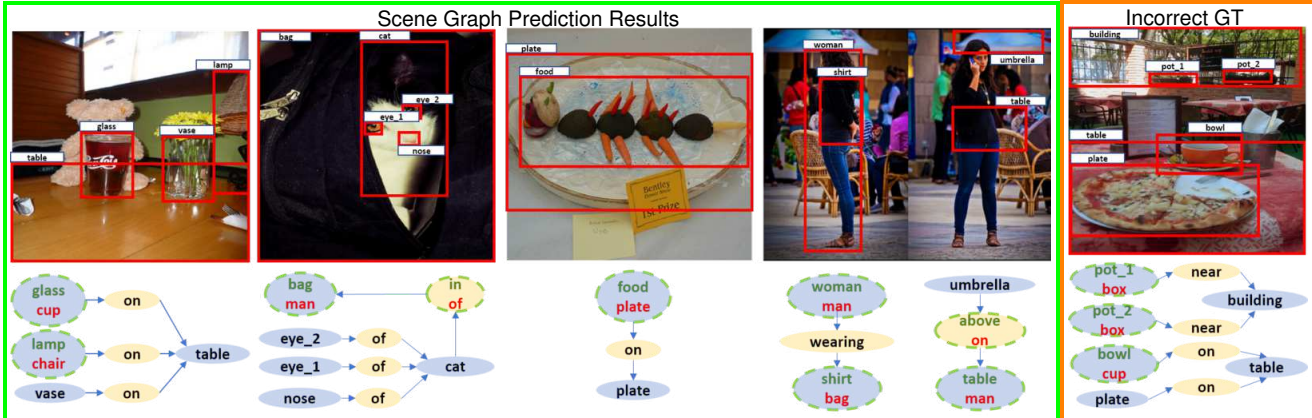 Scene Graph Prediction Results
Incorrect GT
lamp
glass
vase
table
bag
cat
eye_2
eye_1
nose
plate
food
Bentley
1st Prize
woman
shirt
umbrella
table
building
pot_1
pot_2
bowl
table
plate
glass
cup
on
lamp
chair
on
table
vase
on
bag
man
in
of
eye_2
of
eye_1
of
cat
nose
of
food
plate
on
plate
woman
man
wearing
shirt
bag
umbrella
above
on
table
man
pot_1
box
near
building
pot_2
box
near
bowl
cup
on
table
plate
on